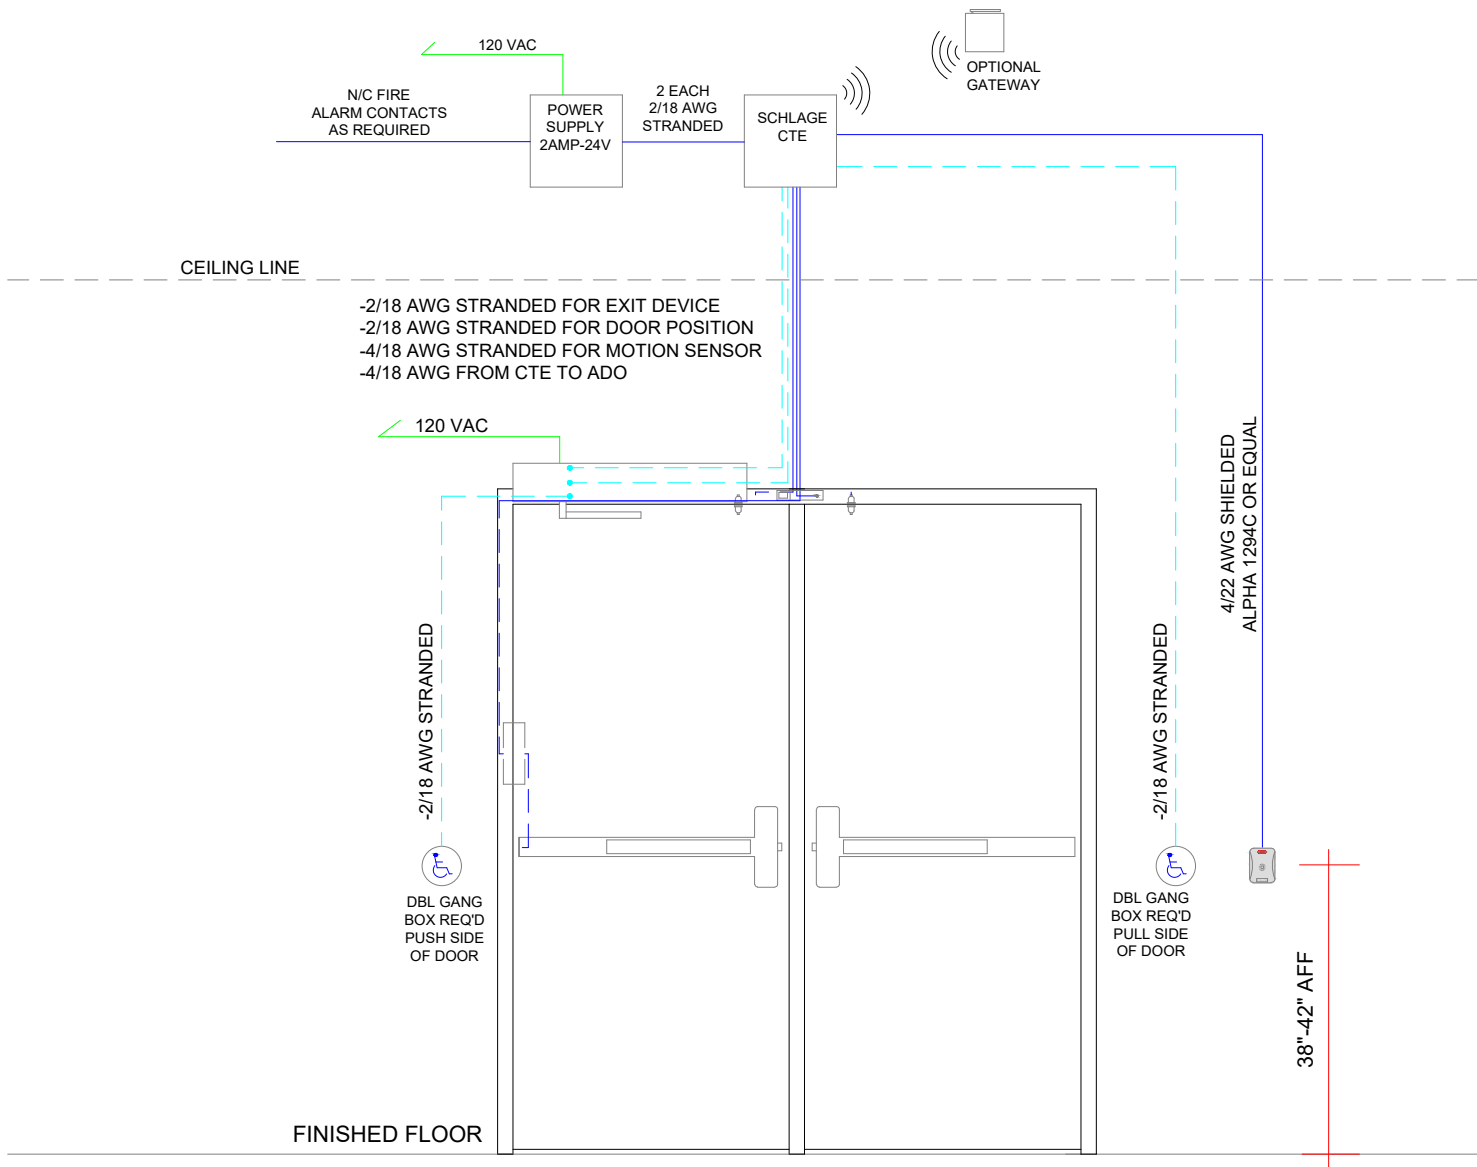 120 VAC
N/C FIRE
ALARM CONTACTS
AS REQUIRED
POWER
SUPPLY
2AMP-24V
2 EACH
2/18 AWG
STRANDED
SCHLAGE
CTE
OPTIONAL
GATEWAY
CEILING LINE
-2/18 AWG STRANDED FOR EXIT DEVICE
-2/18 AWG STRANDED FOR DOOR POSITION
-4/18 AWG STRANDED FOR MOTION SENSOR
-4/18 AWG FROM CTE TO ADO
120 VAC
-2/18 AWG STRANDED
-2/18 AWG STRANDED
4/22 AWG SHIELDED
ALPHA 1294C OR EQUAL
DBL GANG
BOX REQ'D
PUSH SIDE
OF DOOR
DBL GANG
BOX REQ'D
PULL SIDE
OF DOOR
38"-42" AFF
FINISHED FLOOR